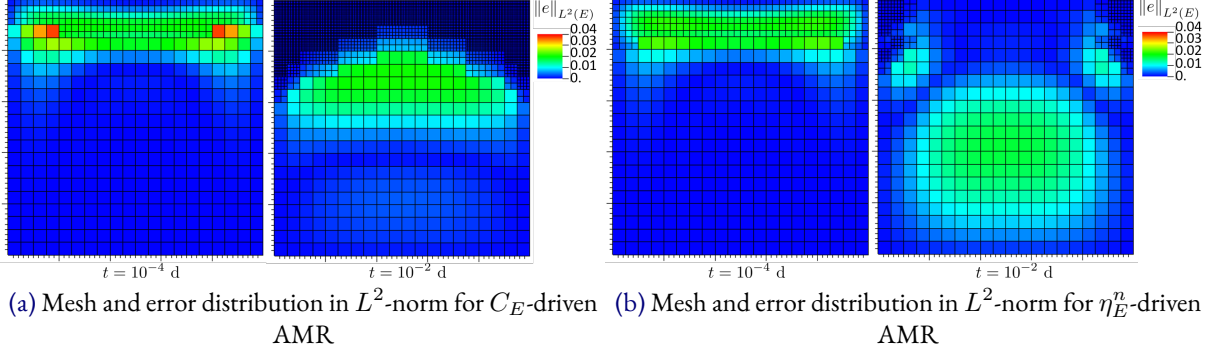 ‖e‖_{L²(E)}
0.04
0.03
0.02
0.01
0.
t = 10⁻⁴ d
t = 10⁻² d
(a) Mesh and error distribution in L²-norm for C_E-driven
AMR
‖e‖_{L²(E)}
0.04
0.03
0.02
0.01
0.
t = 10⁻⁴ d
t = 10⁻² d
(b) Mesh and error distribution in L²-norm for η_E^n-driven
AMR